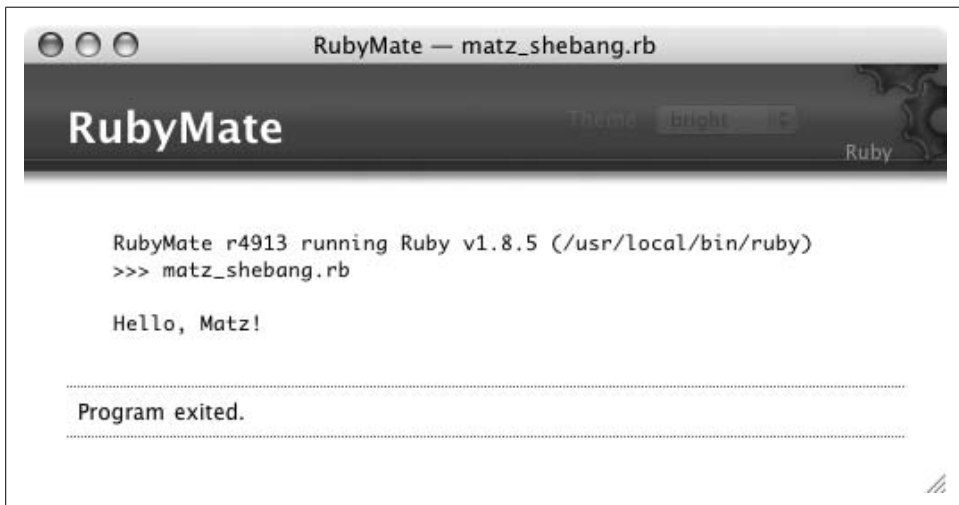 RubyMate — matz_shebang.rb
RubyMate
Theme bright
Ruby
RubyMate r4913 running Ruby v1.8.5 (/usr/local/bin/ruby)
>>> matz_shebang.rb
Hello, Matz!
Program exited.